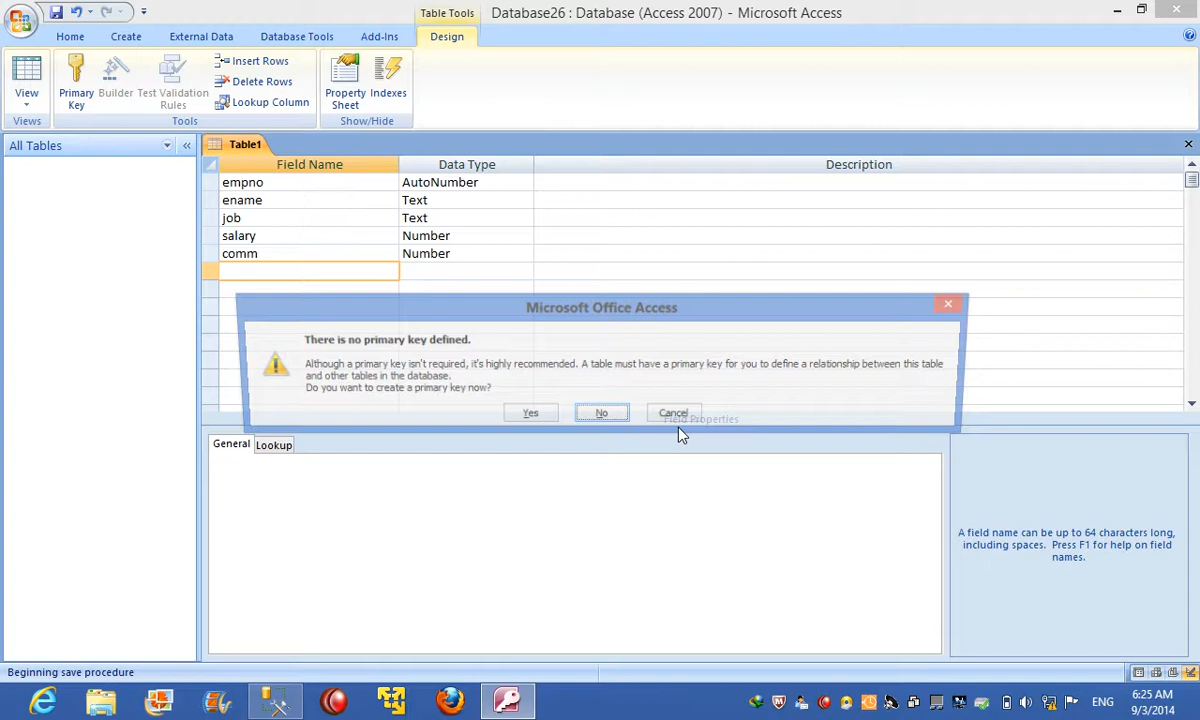 Table Tools
Database26 : Database (Access 2007) - Microsoft Access
Home Create External Data Database Tools Add-Ins Design
View
Primary Key
Builder
Test Validation Rules
Insert Rows
Delete Rows
Lookup Column
Property Sheet
Indexes
Views Tools Show/Hide
All Tables
Table1
Field Name Data Type Description
empno AutoNumber
ename Text
job Text
salary Number
comm Number
Microsoft Office Access
There is no primary key defined.
Although a primary key isn't required, it's highly recommended. A table must have a primary key for you to define a relationship between this table
and other tables in the database.
Do you want to create a primary key now?
Yes No Cancel
Field Properties
General Lookup
A field name can be up to 64 characters long,
including spaces. Press F1 for help on field
names.
Beginning save procedure
ENG
6:25 AM
9/3/2014